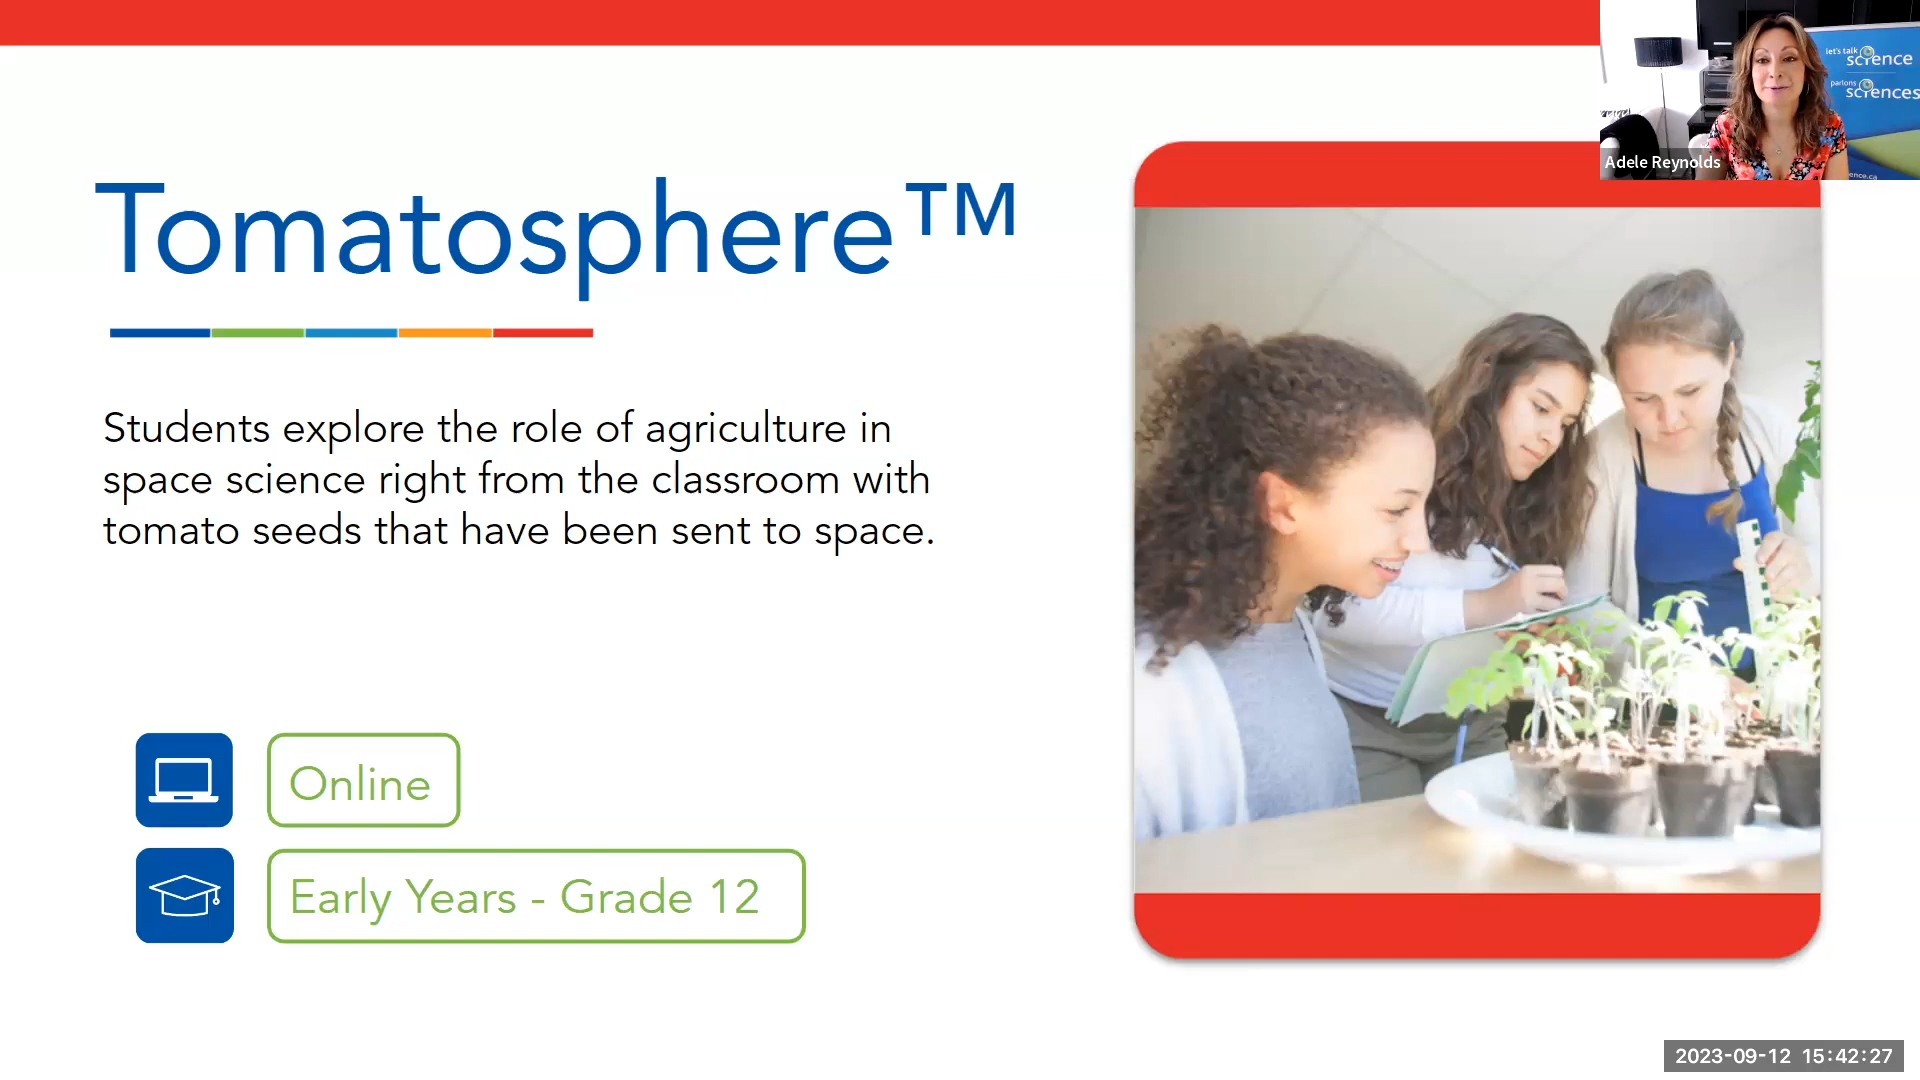 let's talk
science
parlons
sciences
Adele Reynolds
ence.ca
Tomatosphere™
Students explore the role of agriculture in
space science right from the classroom with
tomato seeds that have been sent to space.
Online
Early Years - Grade 12
2023-09-12 15:42:27